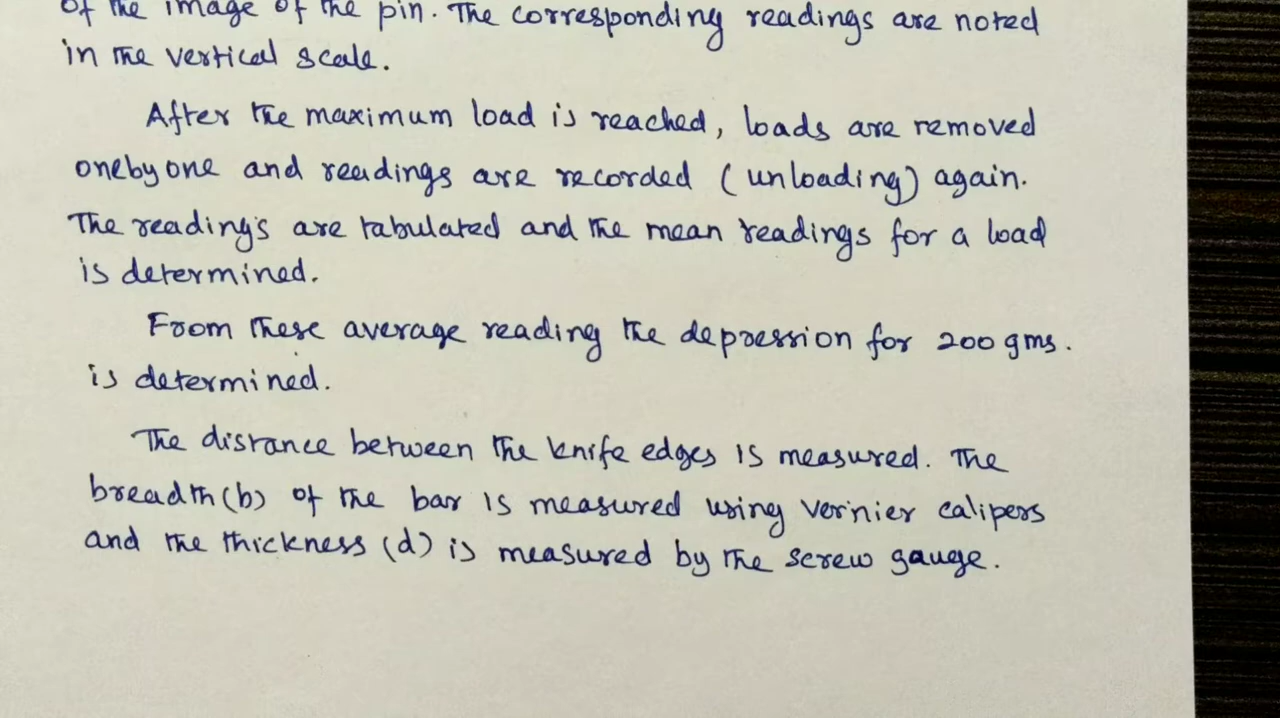 of the image of the pin. The corresponding readings are noted
in the vertical scale.
After the maximum load is reached, loads are removed
onebyone and readings are recorded (unloading) again.
The readings are tabulated and the mean readings for a load
is determined.
From these average reading the depression for 200 gms.
is determined.
The distance between the knife edges is measured. The
breadth (b) of the bar is measured using vernier calipers
and the thickness (d) is measured by the screw gauge.